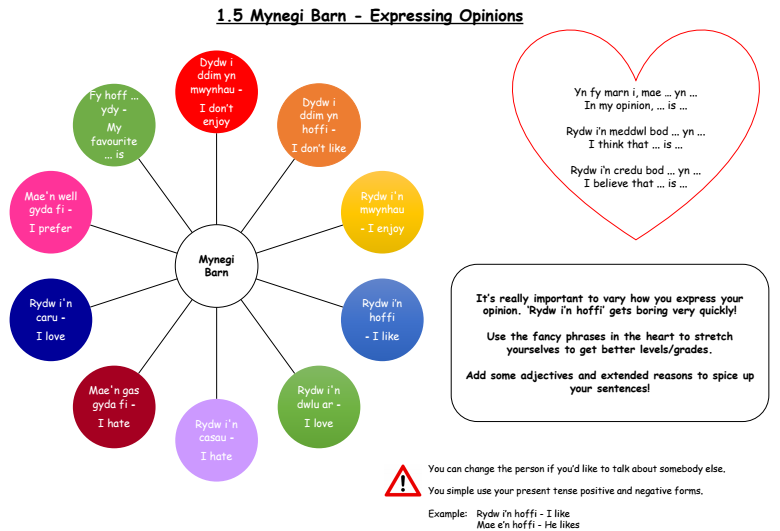 1.5 Mynegi Barn - Expressing Opinions
Dydw i
ddim yn
mwynhau -
I don't
enjoy
Dydw i
ddim yn
hoffi -
I don't like
Rydw i'n
mwynhau
- I enjoy
Rydw i'n
hoffi
- I like
Rydw i'n
dwlu ar -
I love
Rydw i'n
casau -
I hate
Mae'n gas
gyda fi -
I hate
Rydw i'n
caru -
I love
Mae'n well
gyda fi -
I prefer
Fy hoff ...
ydy -
My
favourite
... is
Mynegi
Barn
Yn fy marn i, mae ... yn ...
In my opinion, ... is ...
Rydw i'n meddwl bod ... yn ...
I think that ... is ...
Rydw i'n credu bod ... yn ...
I believe that ... is ...
It's really important to vary how you express your
opinion. 'Rydw i'n hoffi' gets boring very quickly!
Use the fancy phrases in the heart to stretch
yourselves to get better levels/grades.
Add some adjectives and extended reasons to spice up
your sentences!
You can change the person if you'd like to talk about somebody else.
You simple use your present tense positive and negative forms.
Example: Rydw i'n hoffi - I like
Mae e'n hoffi - He likes